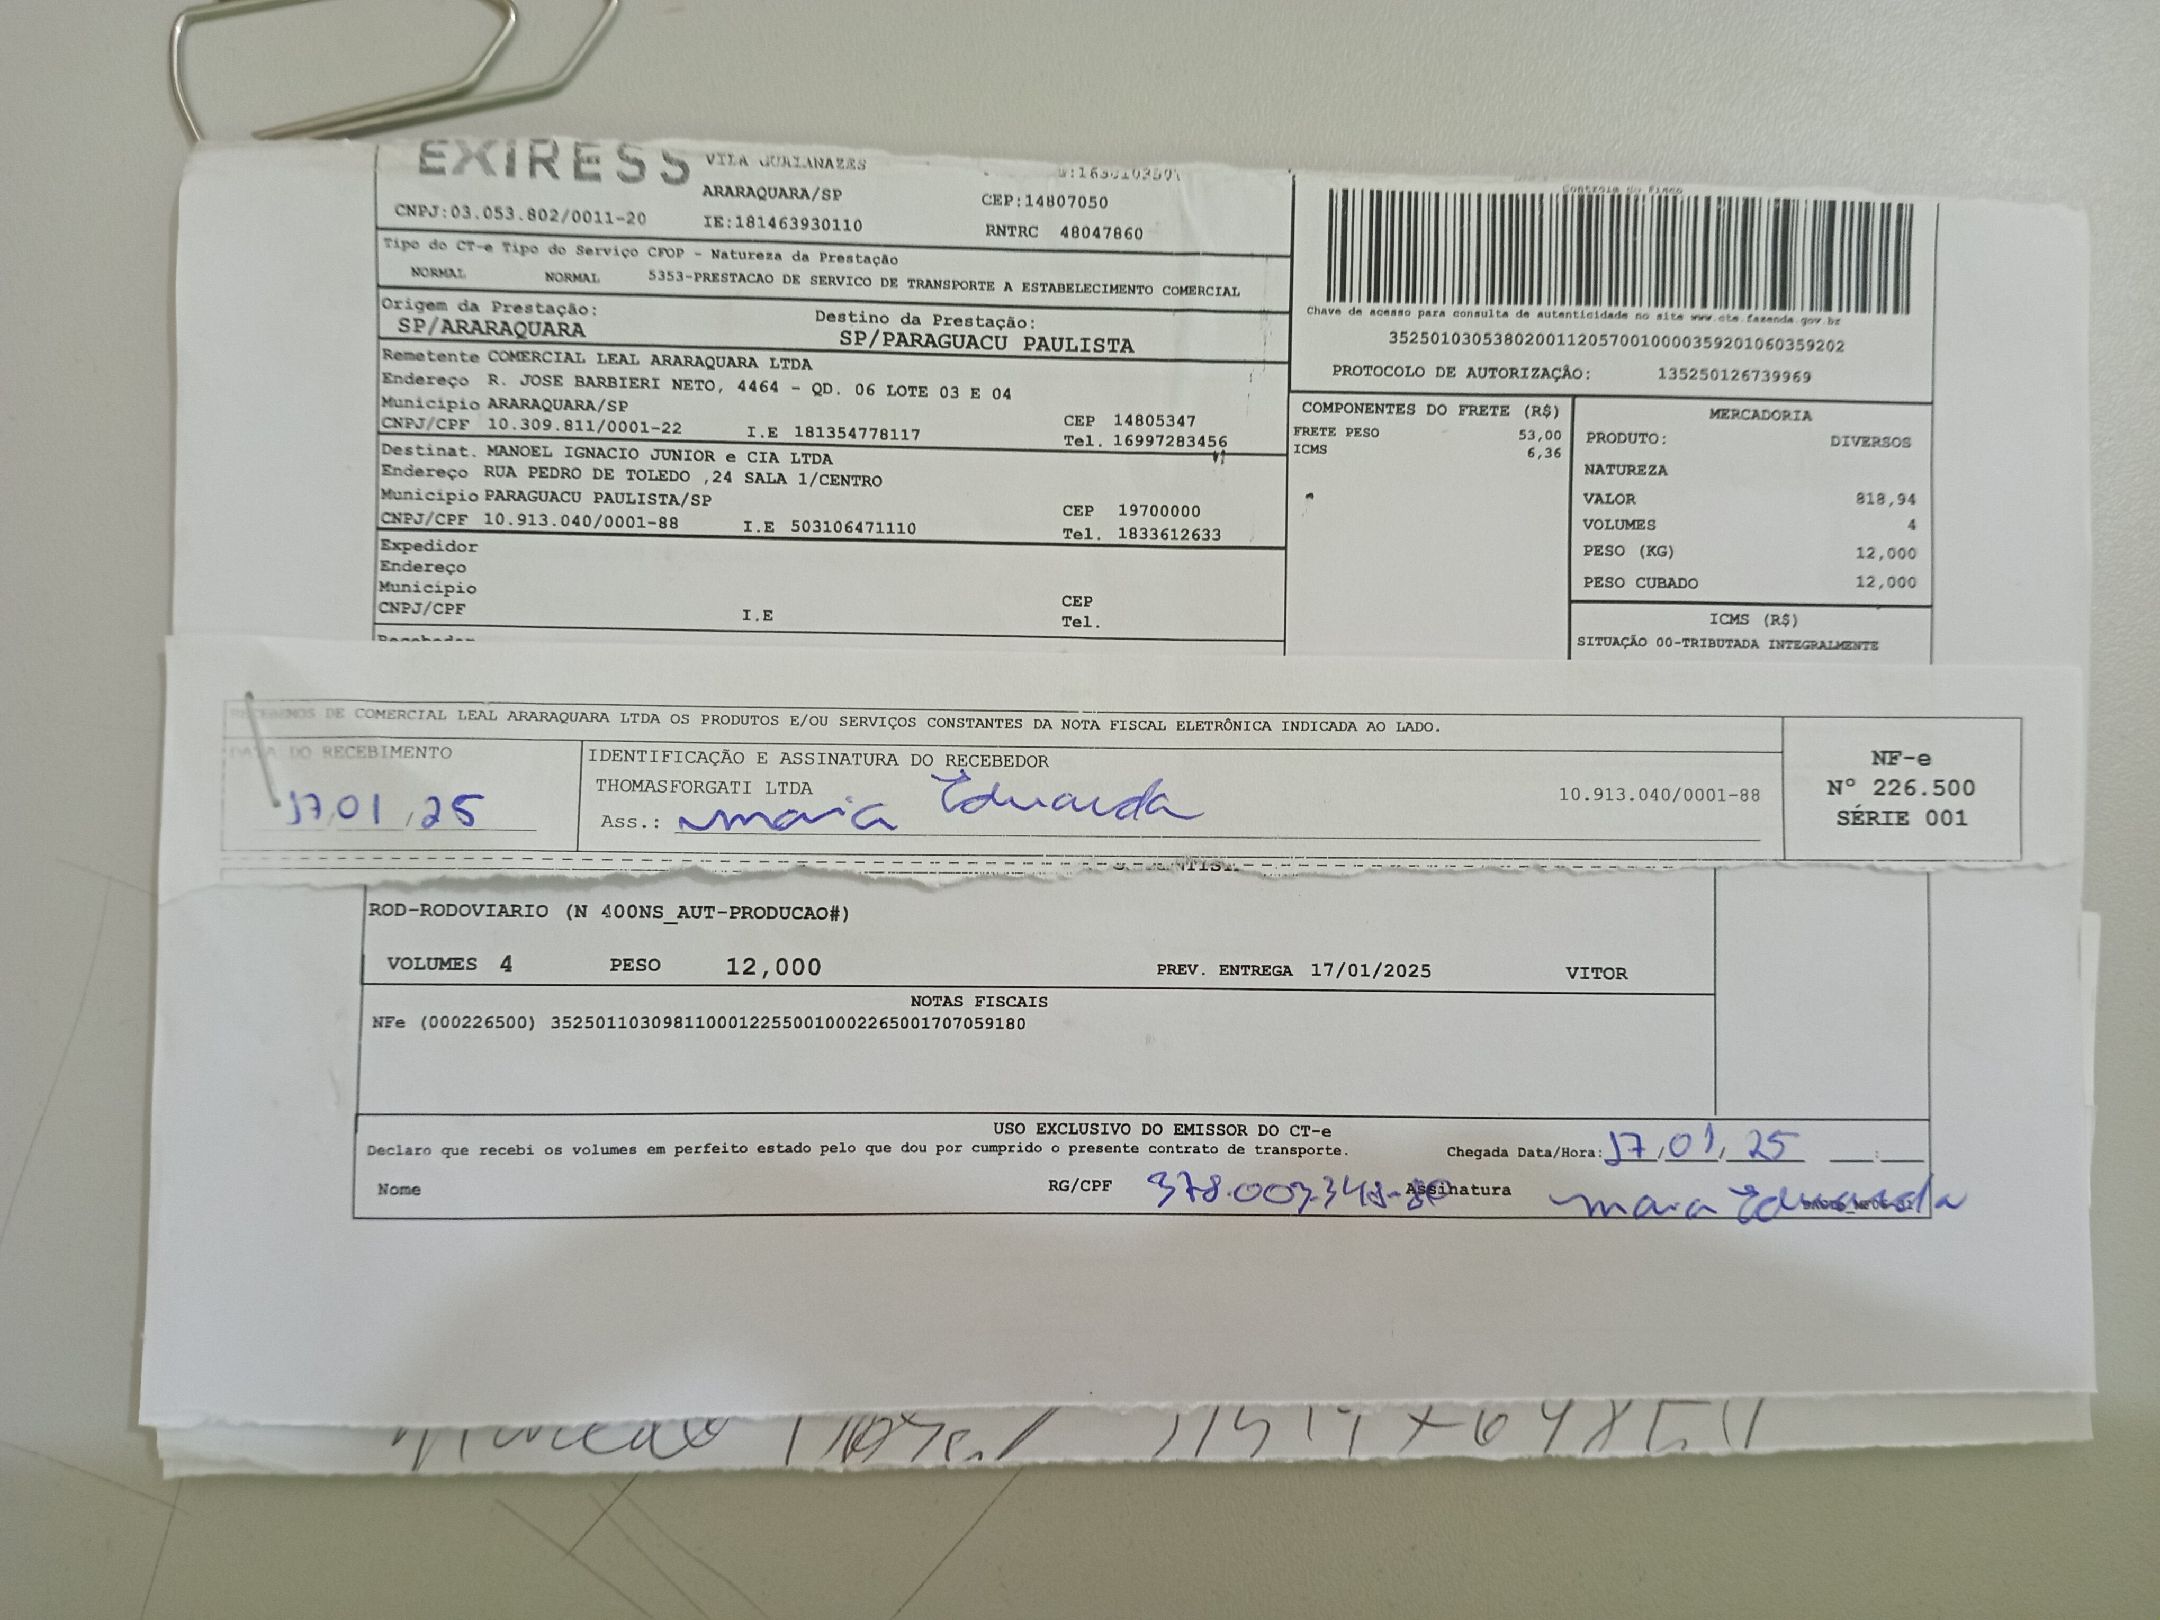 VILA GUAIANAZES
ARARAQUARA/SP CEP:14807050
CNPJ:03.053.802/0011-20 IE:181463930110 RNTRC 48047860
Tipo do CT-e Tipo do Serviço CFOP - Natureza da Prestação
NORMAL NORMAL 5353-PRESTACAO DE SERVICO DE TRANSPORTE A ESTABELECIMENTO COMERCIAL
Origem da Prestação: Destino da Prestação:
SP/ARARAQUARA SP/PARAGUACU PAULISTA
Remetente COMERCIAL LEAL ARARAQUARA LTDA
Endereço R. JOSE BARBIERI NETO, 4464 - QD. 06 LOTE 03 E 04
Município ARARAQUARA/SP CEP 14805347
CNPJ/CPF 10.309.811/0001-22 I.E 181354778117 Tel. 16997283456
Destinat. MANOEL IGNACIO JUNIOR e CIA LTDA
Endereço RUA PEDRO DE TOLEDO ,24 SALA 1/CENTRO
Município PARAGUACU PAULISTA/SP CEP 19700000
CNPJ/CPF 10.913.040/0001-88 I.E 503106471110 Tel. 1833612633
Expedidor
Endereço
Município CEP
CNPJ/CPF I.E Tel.
Controle do Fisco
Chave de acesso para consulta de autenticidade no site www.cte.fazenda.gov.br
35250103053802001120570010000359201060359202
PROTOCOLO DE AUTORIZAÇÃO: 135250126739969
COMPONENTES DO FRETE (R$)
FRETE PESO 53,00
ICMS 6,36
MERCADORIA
PRODUTO: DIVERSOS
NATUREZA
VALOR 818,94
VOLUMES 4
PESO (KG) 12,000
PESO CUBADO 12,000
ICMS (R$)
SITUAÇÃO 00-TRIBUTADA INTEGRALMENTE
RECEBEMOS DE COMERCIAL LEAL ARARAQUARA LTDA OS PRODUTOS E/OU SERVIÇOS CONSTANTES DA NOTA FISCAL ELETRÔNICA INDICADA AO LADO.
DATA DO RECEBIMENTO
17/01/25
IDENTIFICAÇÃO E ASSINATURA DO RECEBEDOR
THOMASFORGATI LTDA 10.913.040/0001-88
Ass.: maria Eduarda
NF-e
Nº 226.500
SÉRIE 001
ROD-RODOVIARIO (N 400NS_AUT-PRODUCAO#)
VOLUMES 4 PESO 12,000 PREV. ENTREGA 17/01/2025 VITOR
NOTAS FISCAIS
NFe (000226500) 35250110309811000122550010002265001707059180
USO EXCLUSIVO DO EMISSOR DO CT-e
Declaro que recebi os volumes em perfeito estado pelo que dou por cumprido o presente contrato de transporte. Chegada Data/Hora: 17/01/25
Nome RG/CPF Assinatura maria Eduarda